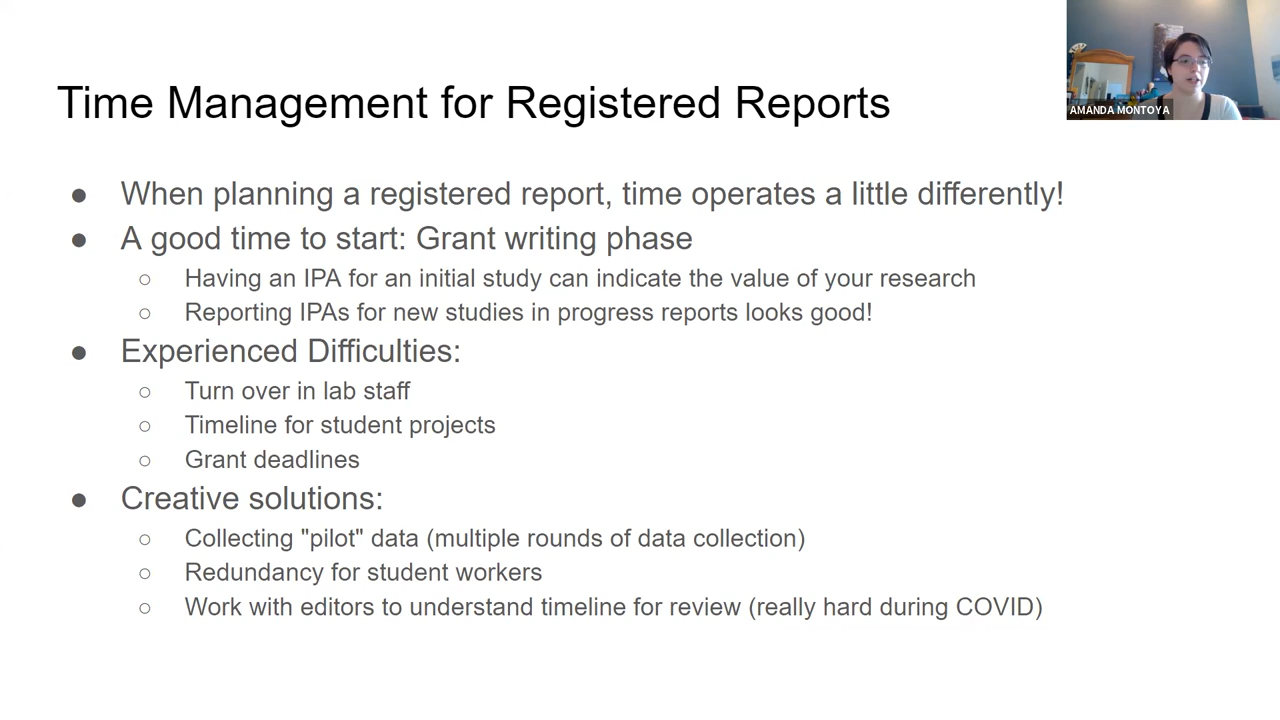 AMANDA MONTOYA
Time Management for Registered Reports
● When planning a registered report, time operates a little differently!
● A good time to start: Grant writing phase
○ Having an IPA for an initial study can indicate the value of your research
○ Reporting IPAs for new studies in progress reports looks good!
● Experienced Difficulties:
○ Turn over in lab staff
○ Timeline for student projects
○ Grant deadlines
● Creative solutions:
○ Collecting "pilot" data (multiple rounds of data collection)
○ Redundancy for student workers
○ Work with editors to understand timeline for review (really hard during COVID)